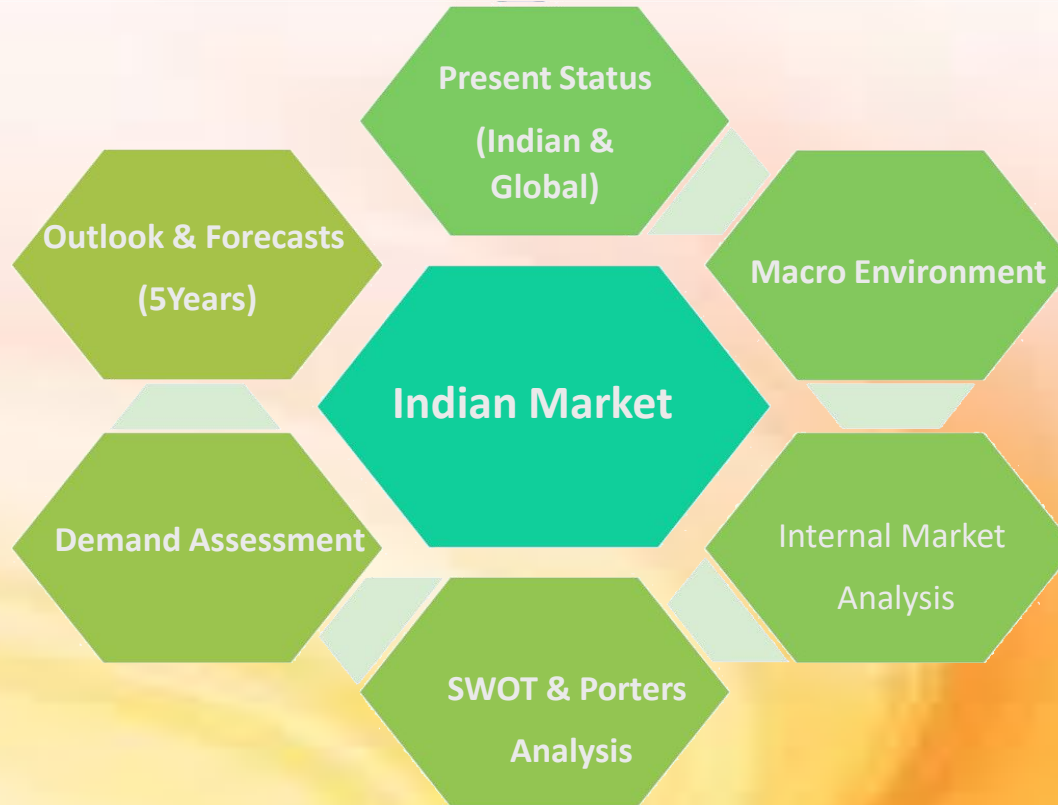 Present Status
(Indian &
Global)
Macro Environment
Internal Market
Analysis
SWOT & Porters
Analysis
Demand Assessment
Outlook & Forecasts
(5Years)
Indian Market